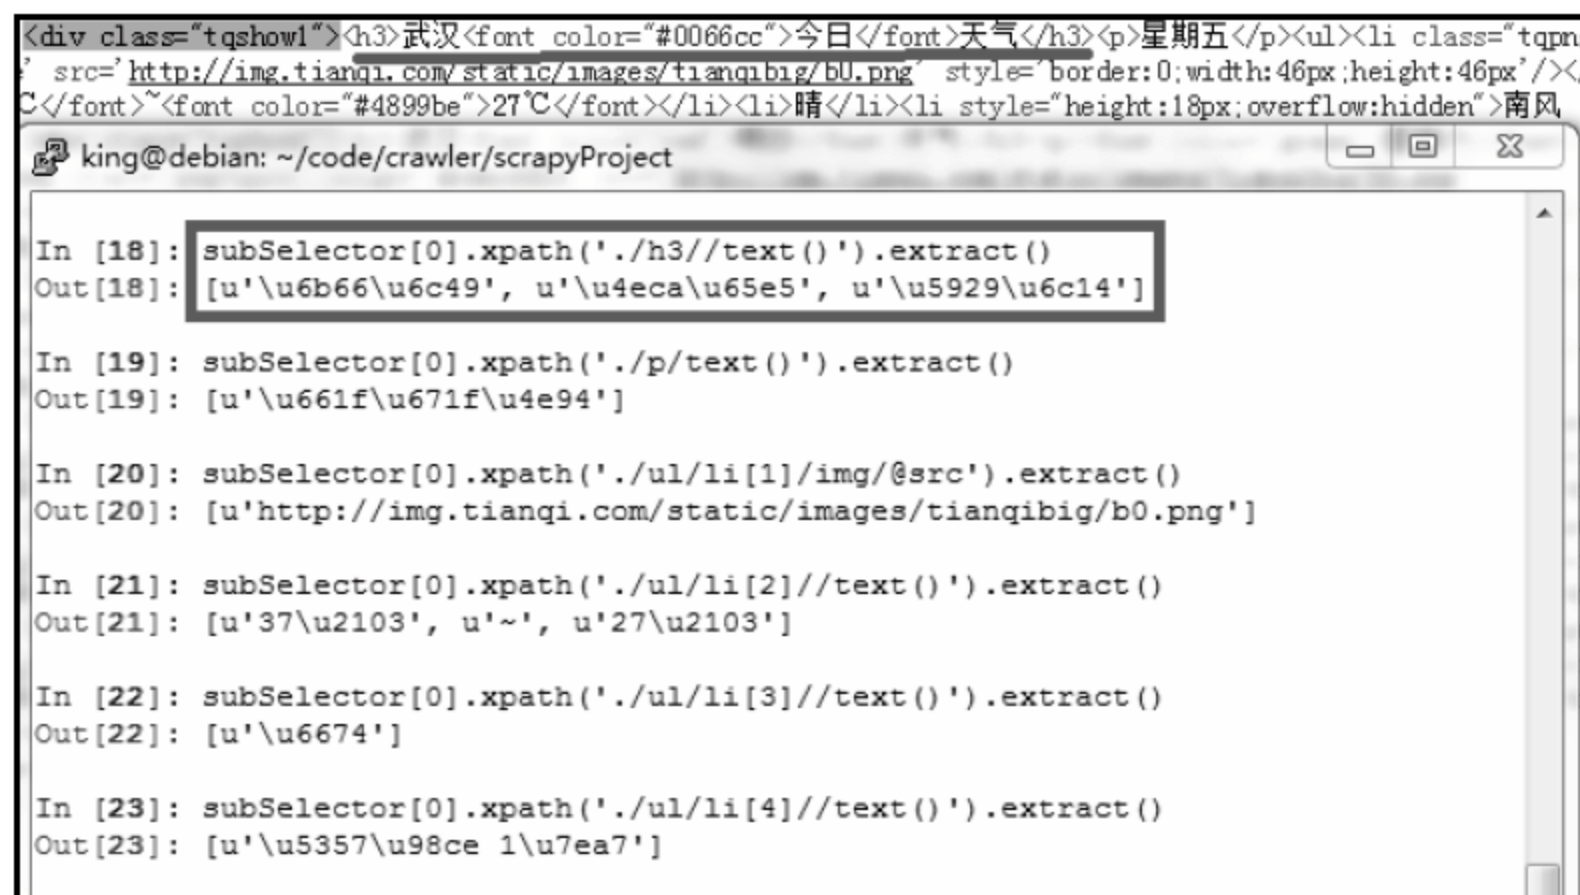 <div class="tqshow1"><h3>武汉<font color="#0066cc">今日</font>天气</h3><p>星期五</p><ul><li class="tqpn
' src='http://img.tianqi.com/static/images/tianqibig/b0.png' style='border:0;width:46px;height:46px'/></
C</font>~<font color="#4899be">27℃</font></li><li>晴</li><li style="height:18px;overflow:hidden">南风
king@debian: ~/code/crawler/scrapyProject
In [18]: subSelector[0].xpath('./h3//text()').extract()
Out[18]: [u'\u6b66\u6c49', u'\u4eca\u65e5', u'\u5929\u6c14']
In [19]: subSelector[0].xpath('./p/text()').extract()
Out[19]: [u'\u661f\u671f\u4e94']
In [20]: subSelector[0].xpath('./ul/li[1]/img/@src').extract()
Out[20]: [u'http://img.tianqi.com/static/images/tianqibig/b0.png']
In [21]: subSelector[0].xpath('./ul/li[2]//text()').extract()
Out[21]: [u'37\u2103', u'~', u'27\u2103']
In [22]: subSelector[0].xpath('./ul/li[3]//text()').extract()
Out[22]: [u'\u6674']
In [23]: subSelector[0].xpath('./ul/li[4]//text()').extract()
Out[23]: [u'\u5357\u98ce 1\u7ea7']